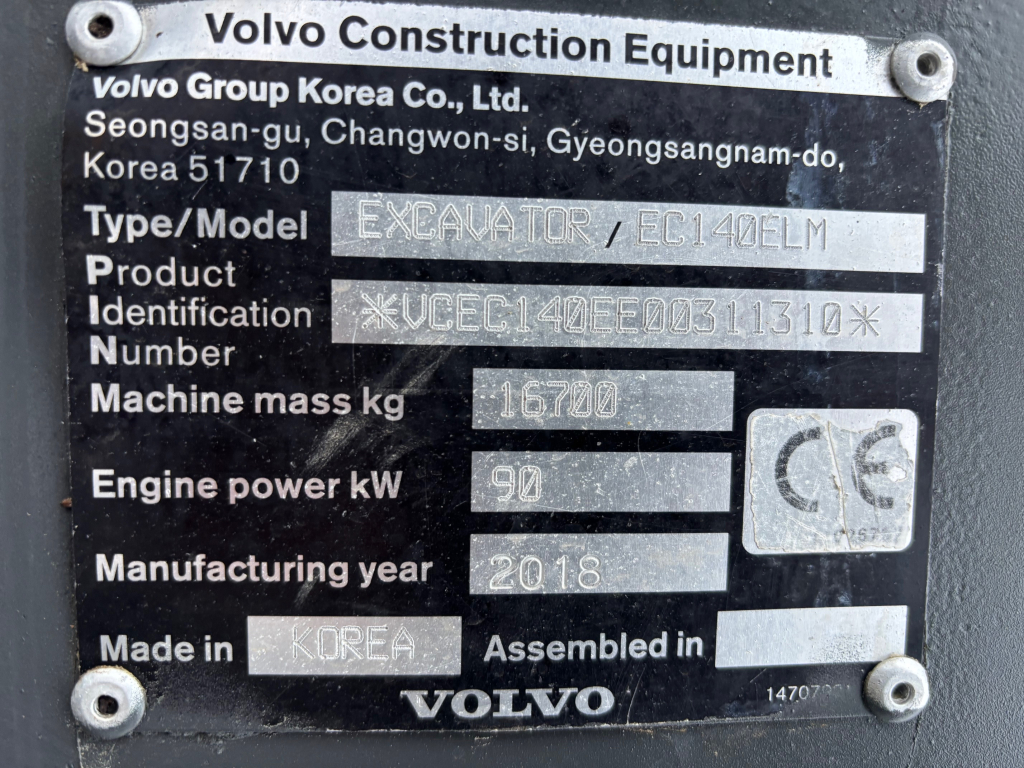 Volvo Construction Equipment
Volvo Group Korea Co., Ltd.
Seongsan-gu, Changwon-si, Gyeongsangnam-do,
Korea 51710
Type/Model EXCAVATOR / EC140ELM
Product
Identification *VCEC140EE00311310*
Number
Machine mass kg 16700
Engine power kW 90
CE
Manufacturing year 2018
Made in KOREA Assembled in
VOLVO